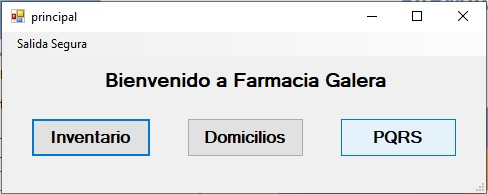 principal
Salida Segura
Bienvenido a Farmacia Galera
Inventario Domicilios PQRS